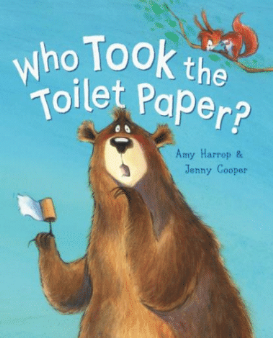 Who Took the
Toilet Paper?
Amy Harrop &
Jenny Cooper